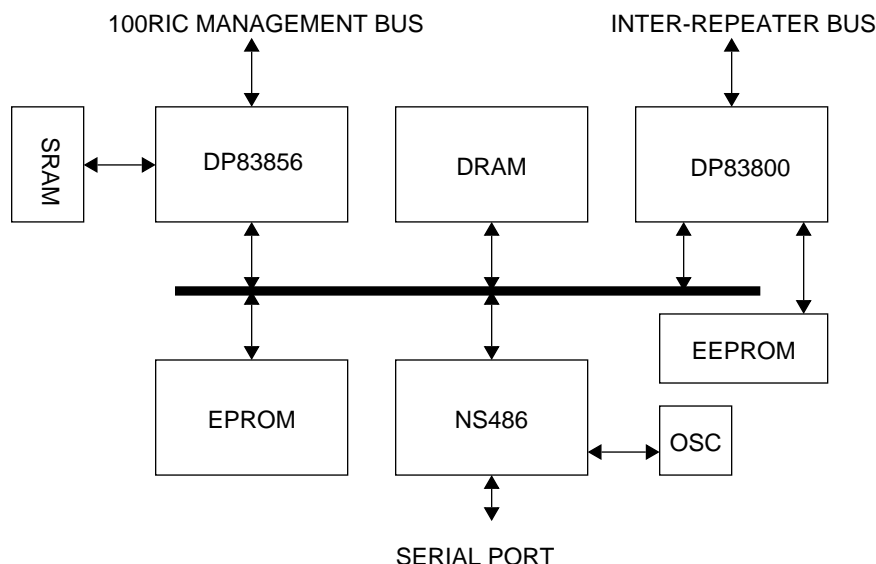 100RIC MANAGEMENT BUS
INTER-REPEATER BUS
SRAM
DP83856
DRAM
DP83800
EEPROM
EPROM
NS486
OSC
SERIAL PORT